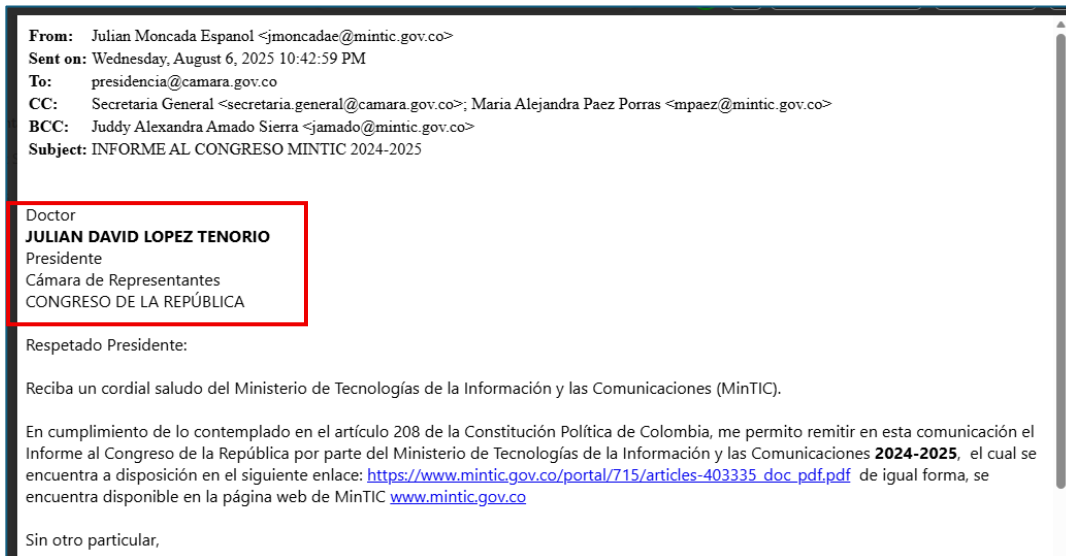 From: Julian Moncada Espanol <jmoncadae@mintic.gov.co>
Sent on: Wednesday, August 6, 2025 10:42:59 PM
To: presidencia@camara.gov.co
CC: Secretaria General <secretaria.general@camara.gov.co>; Maria Alejandra Paez Porras <mpaez@mintic.gov.co>
BCC: Juddy Alexandra Amado Sierra <jamado@mintic.gov.co>
Subject: INFORME AL CONGRESO MINTIC 2024-2025
Doctor
JULIAN DAVID LOPEZ TENORIO
Presidente
Cámara de Representantes
CONGRESO DE LA REPÚBLICA
Respetado Presidente:
Reciba un cordial saludo del Ministerio de Tecnologías de la Información y las Comunicaciones (MinTIC).
En cumplimiento de lo contemplado en el artículo 208 de la Constitución Política de Colombia, me permito remitir en esta comunicación el
Informe al Congreso de la República por parte del Ministerio de Tecnologías de la Información y las Comunicaciones 2024-2025, el cual se
encuentra a disposición en el siguiente enlace: https://www.mintic.gov.co/portal/715/articles-403335_doc_pdf.pdf de igual forma, se
encuentra disponible en la página web de MinTIC www.mintic.gov.co
Sin otro particular,